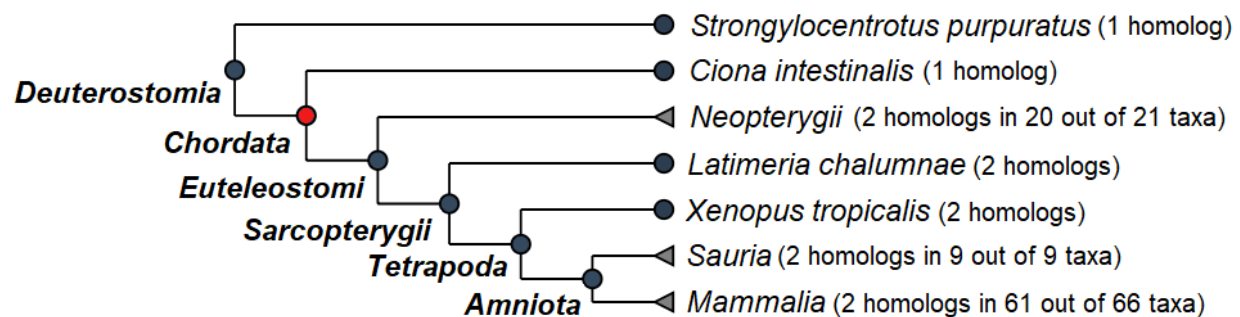 Strongylocentrotus purpuratus (1 homolog)
Ciona intestinalis (1 homolog)
Deuterostomia
Neopterygii (2 homologs in 20 out of 21 taxa)
Chordata
Latimeria chalumnae (2 homologs)
Euteleostomi
Xenopus tropicalis (2 homologs)
Sarcopterygii
Sauria (2 homologs in 9 out of 9 taxa)
Tetrapoda
Mammalia (2 homologs in 61 out of 66 taxa)
Amniota